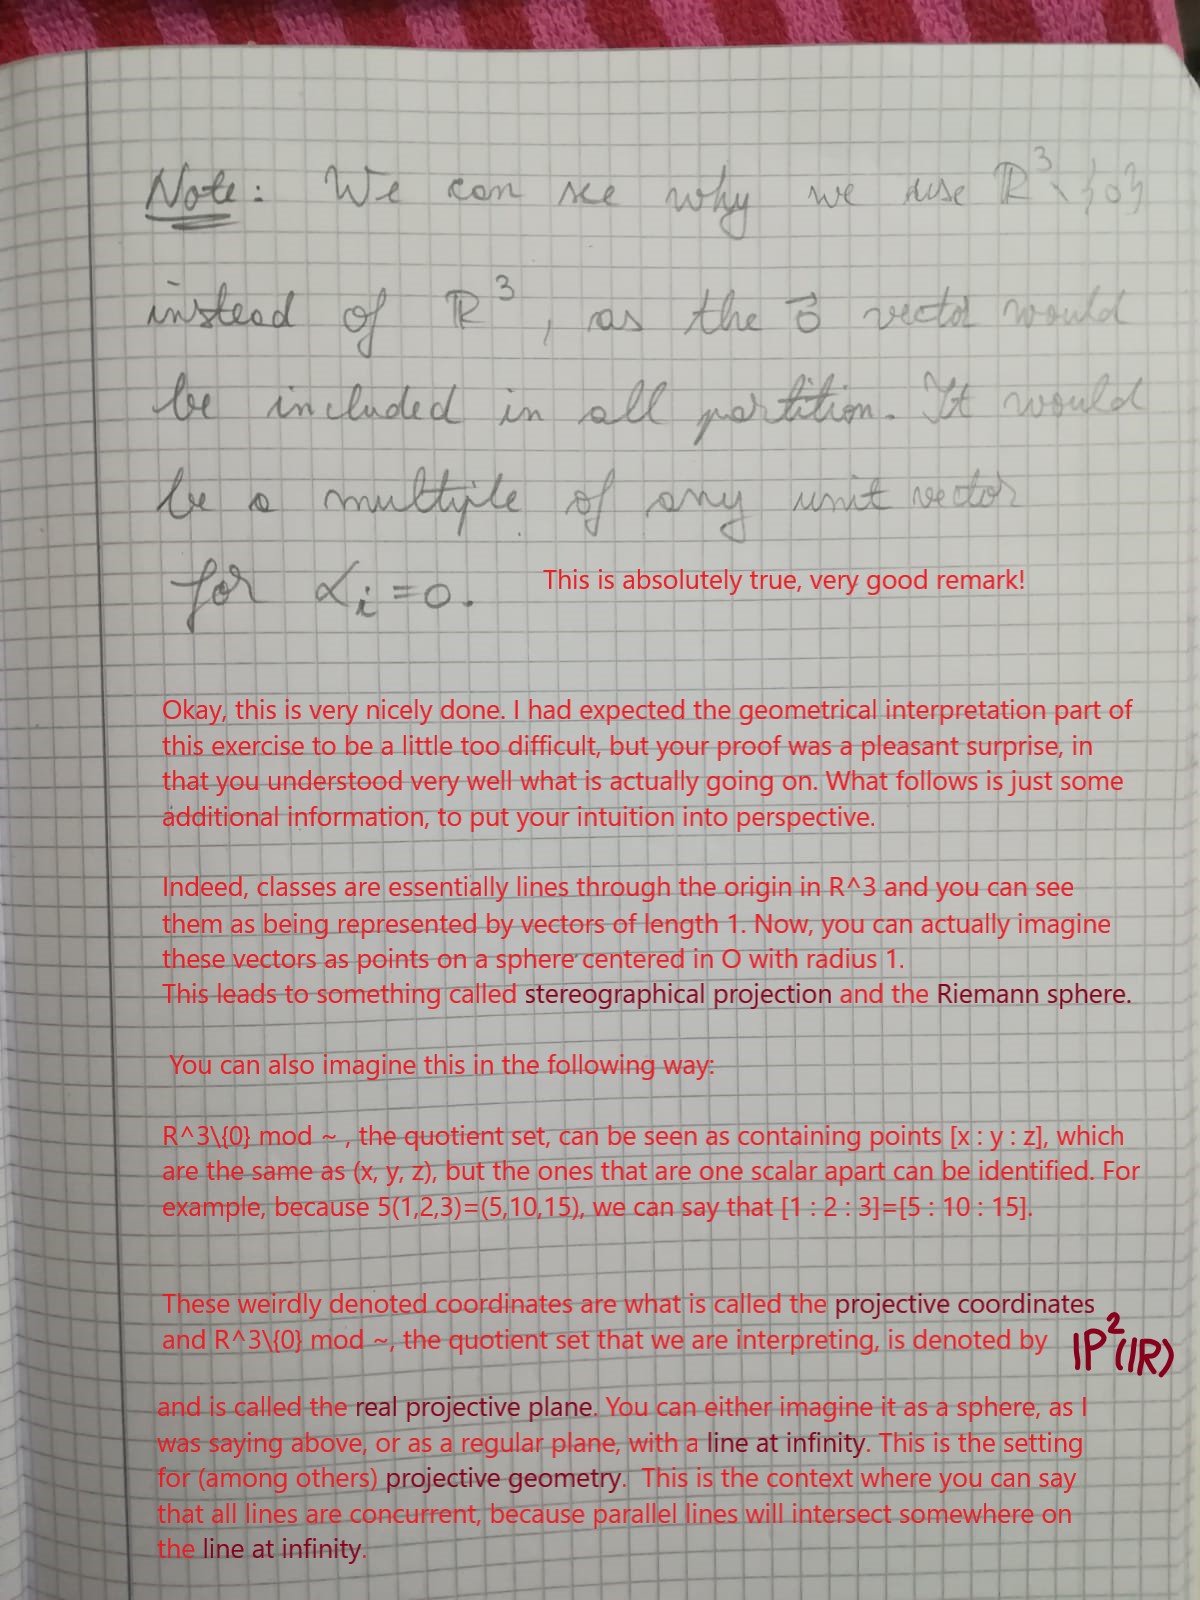 Note: We can see why we use ℝ³\{0}
instead of ℝ³, as the 0⃗ vector would
be included in all partition. It would
be a multiple of any unit vector
for αᵢ=0.
This is absolutely true, very good remark!
Okay, this is very nicely done. I had expected the geometrical interpretation part of
this exercise to be a little too difficult, but your proof was a pleasant surprise, in
that you understood very well what is actually going on. What follows is just some
additional information, to put your intuition into perspective.
Indeed, classes are essentially lines through the origin in R^3 and you can see
them as being represented by vectors of length 1. Now, you can actually imagine
these vectors as points on a sphere centered in O with radius 1.
This leads to something called stereographical projection and the Riemann sphere.
You can also imagine this in the following way:
R^3\{0} mod ~ , the quotient set, can be seen as containing points [x : y : z], which
are the same as (x, y, z), but the ones that are one scalar apart can be identified. For
example, because 5(1,2,3)=(5,10,15), we can say that [1 : 2 : 3]=[5 : 10 : 15].
These weirdly denoted coordinates are what is called the projective coordinates
and R^3\{0} mod ~, the quotient set that we are interpreting, is denoted by ℙ²(ℝ)
and is called the real projective plane. You can either imagine it as a sphere, as I
was saying above, or as a regular plane, with a line at infinity. This is the setting
for (among others) projective geometry. This is the context where you can say
that all lines are concurrent, because parallel lines will intersect somewhere on
the line at infinity.